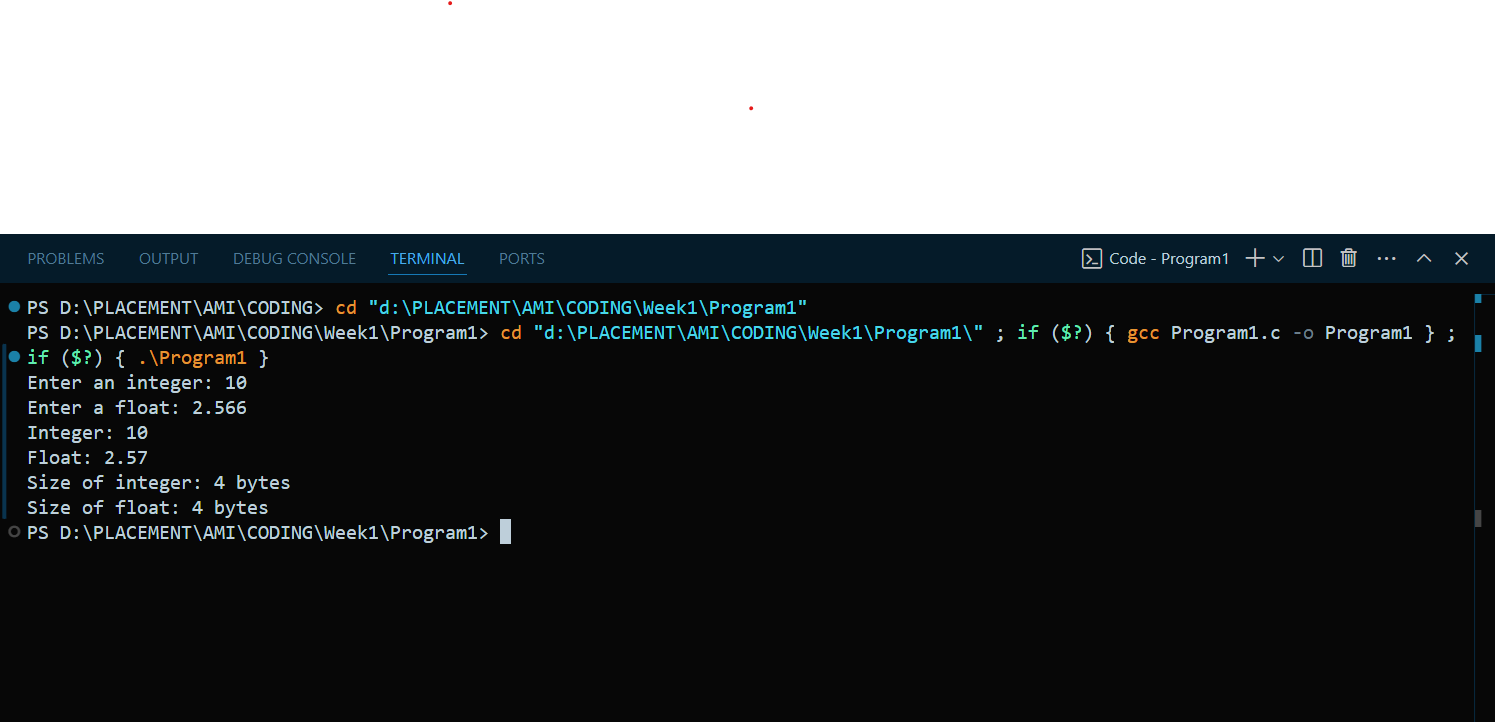 PROBLEMS OUTPUT DEBUG CONSOLE TERMINAL PORTS Code - Program1
PS D:\PLACEMENT\AMI\CODING> cd "d:\PLACEMENT\AMI\CODING\Week1\Program1"
PS D:\PLACEMENT\AMI\CODING\Week1\Program1> cd "d:\PLACEMENT\AMI\CODING\Week1\Program1\" ; if ($?) { gcc Program1.c -o Program1 } ;
if ($?) { .\Program1 }
Enter an integer: 10
Enter a float: 2.566
Integer: 10
Float: 2.57
Size of integer: 4 bytes
Size of float: 4 bytes
PS D:\PLACEMENT\AMI\CODING\Week1\Program1>